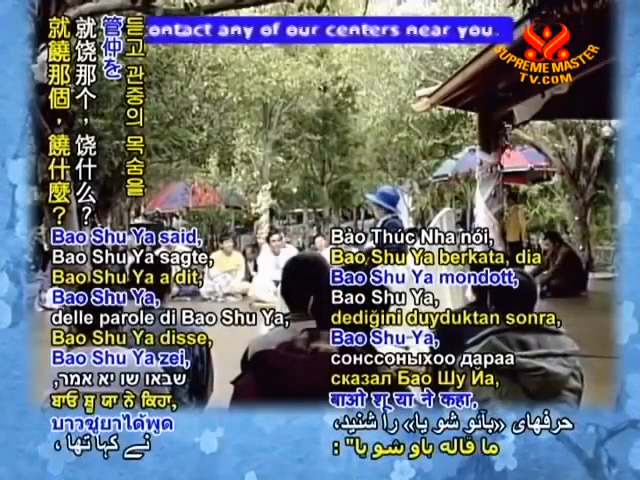 contact any of our centers near you.
SUPREME MASTER
TV.COM
듣고 관중의 목숨을
管仲を
就饶那个，饶什么？
就饒那個，饒什麼？
Bao Shu Ya said,
Bao Shu Ya sagte,
Bao Shu Ya a dit,
Bao Shu Ya,
delle parole di Bao Shu Ya,
Bao Shu Ya disse,
Bao Shu Ya zei,
שבאו שו יא אמר,
ਬਾਓ ਸ਼ੂ ਯਾ ਨੇ ਕਿਹਾ,
บาวซูยาได้พูด
نے کہا تھا ،
Bảo Thúc Nha nói,
Bao Shu Ya berkata, dia
Bao Shu Ya mondott,
Bao Shu Ya,
dediğini duyduktan sonra,
Bao Shu Ya,
сонссоныхоо дараа
сказал Бао Шу Йа,
बाओ शू या ने कहा,
حرفهای «بائو شو یا» را شنید،
ما قاله باو شو يا" :